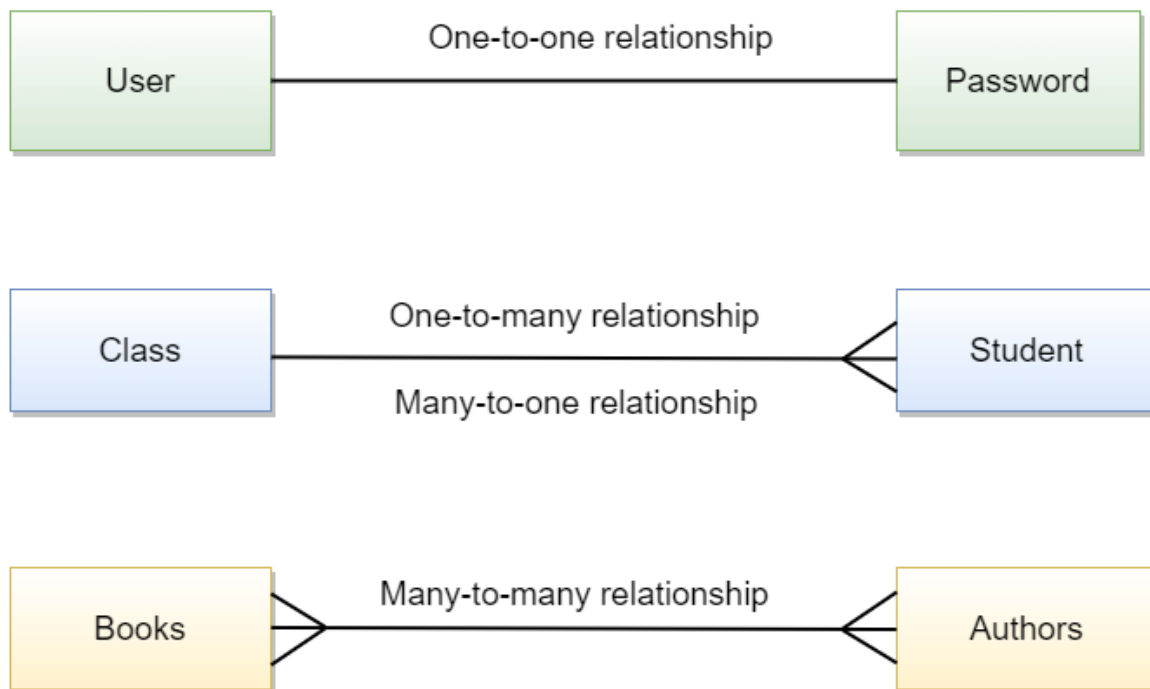 One-to-one relationship
User
Password
One-to-many relationship
Class
Student
Many-to-one relationship
Many-to-many relationship
Books
Authors